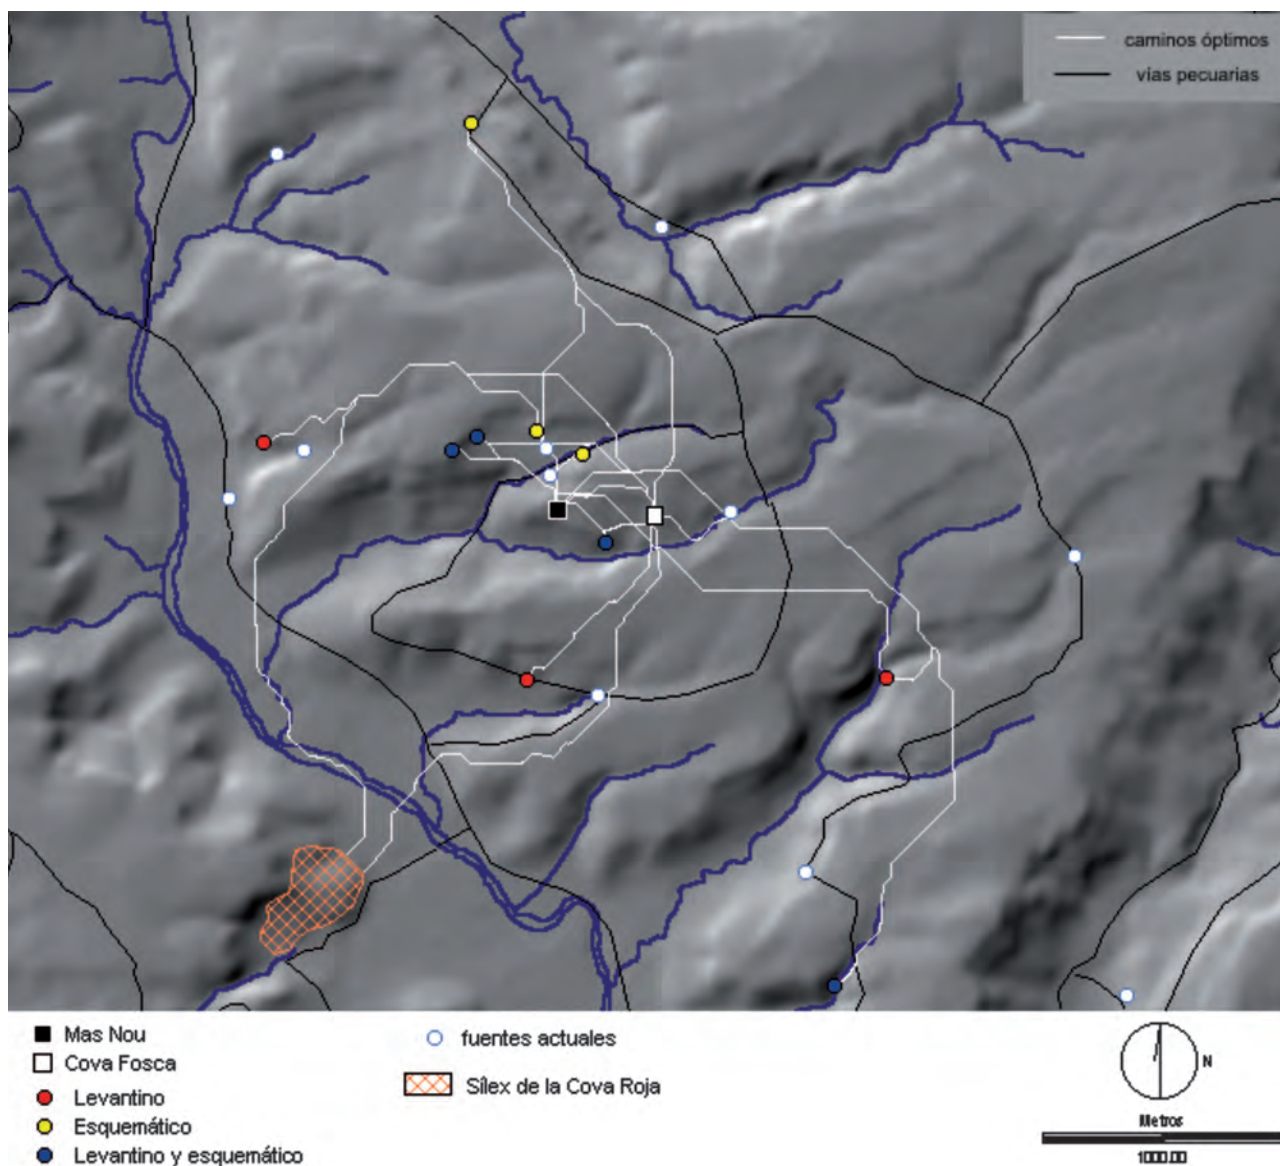 caminos óptimos
vías pecuarias
Mas Nou
Cova Fosca
Levantino
Esquemático
Levantino y esquemático
fuentes actuales
Sílex de la Cova Roja
N
Metros
1000.00